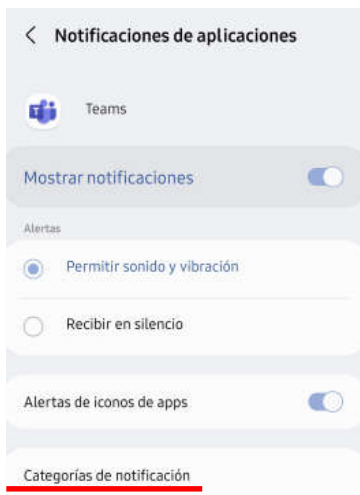 Notificaciones de aplicaciones
Teams
Mostrar notificaciones
Alertas
Permitir sonido y vibración
Recibir en silencio
Alertas de iconos de apps
Categorías de notificación